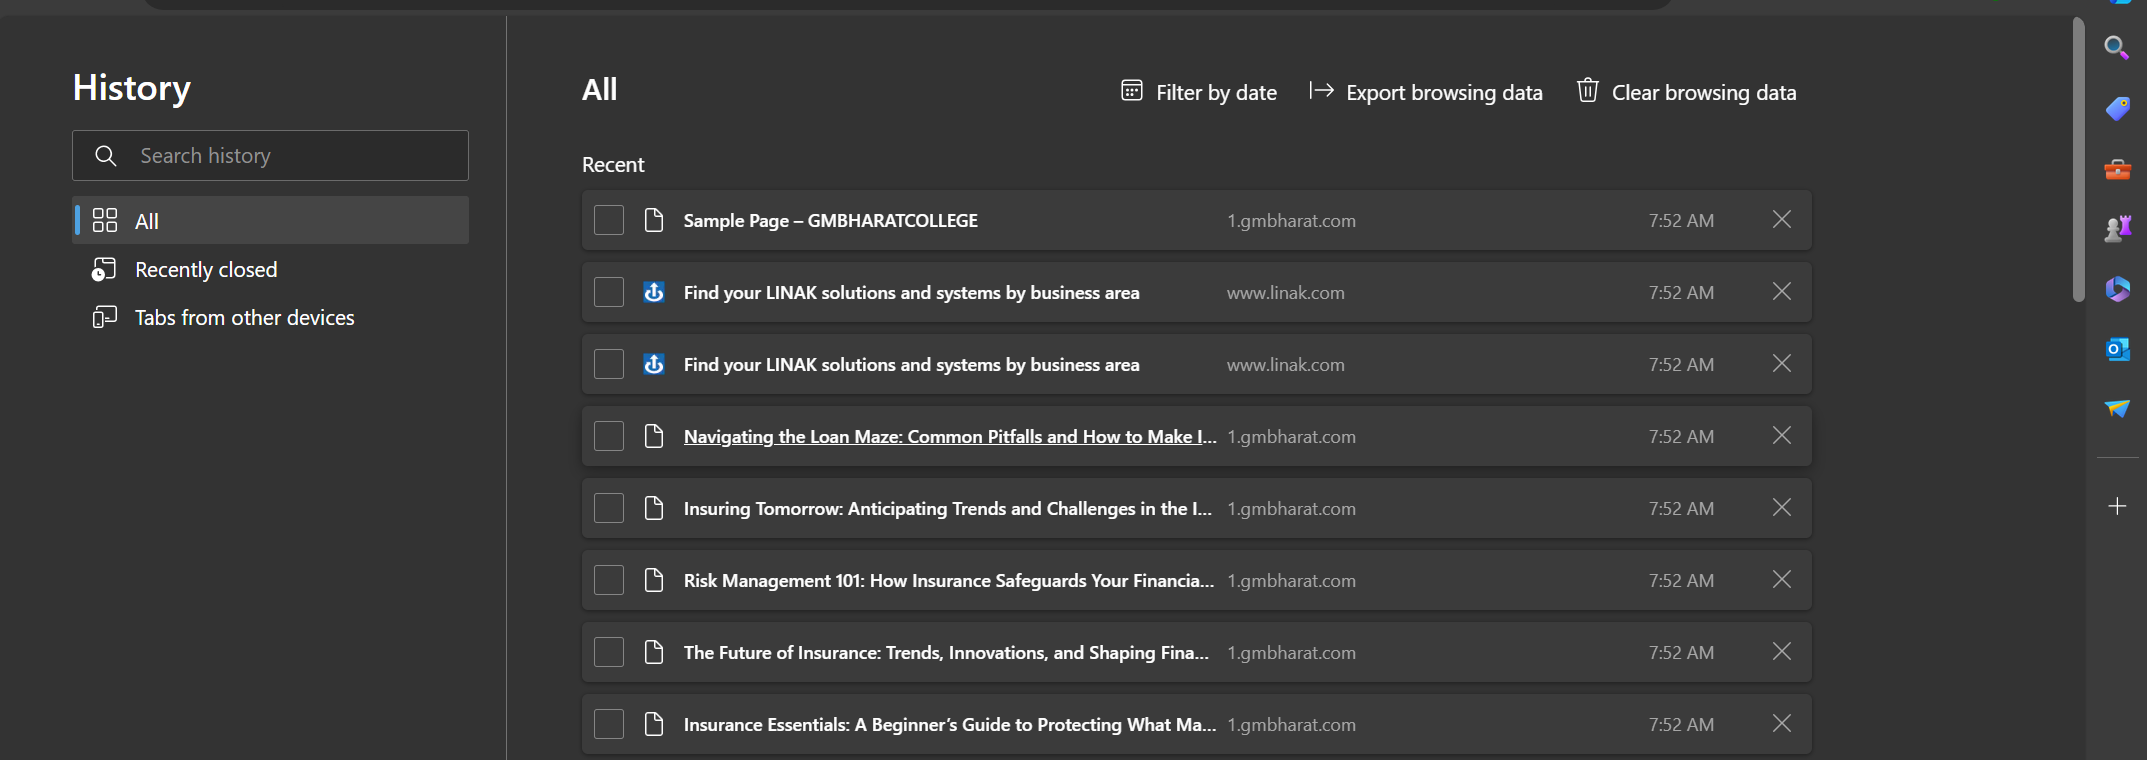 History
Search history
All
Recently closed
Tabs from other devices
All
Filter by date
Export browsing data
Clear browsing data
Recent
Sample Page – GMBHARATCOLLEGE 1.gmbharat.com 7:52 AM
Find your LINAK solutions and systems by business area www.linak.com 7:52 AM
Find your LINAK solutions and systems by business area www.linak.com 7:52 AM
Navigating the Loan Maze: Common Pitfalls and How to Make I... 1.gmbharat.com 7:52 AM
Insuring Tomorrow: Anticipating Trends and Challenges in the I... 1.gmbharat.com 7:52 AM
Risk Management 101: How Insurance Safeguards Your Financia... 1.gmbharat.com 7:52 AM
The Future of Insurance: Trends, Innovations, and Shaping Fina... 1.gmbharat.com 7:52 AM
Insurance Essentials: A Beginner’s Guide to Protecting What Ma... 1.gmbharat.com 7:52 AM